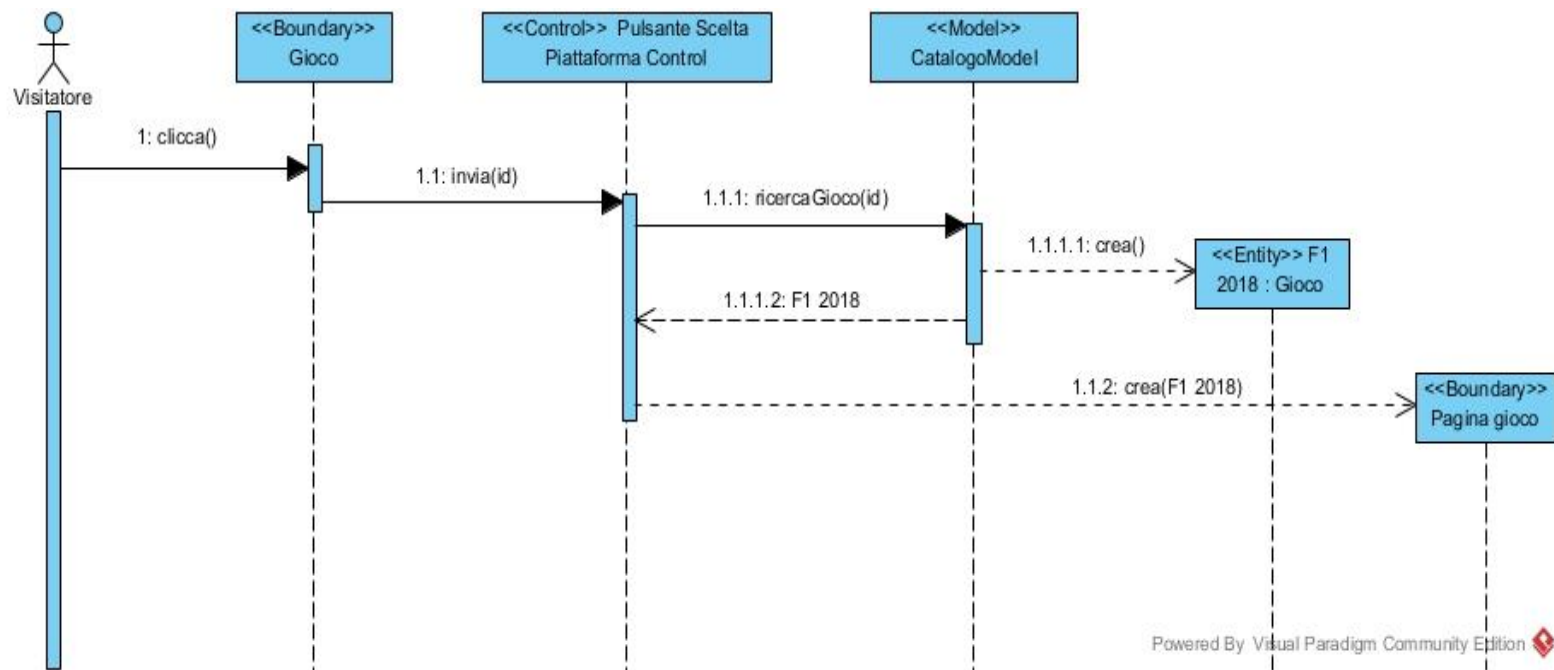 <<Boundary>>
Gioco
<<Control>> Pulsante Scelta
Piattaforma Control
<<Model>>
CatalogoModel
Visitatore
1: clicca()
1.1: invia(id)
1.1.1: ricercaGioco(id)
1.1.1.1: crea()
<<Entity>> F1
2018 : Gioco
1.1.1.2: F1 2018
1.1.2: crea(F1 2018)
<<Boundary>>
Pagina gioco
Powered By Visual Paradigm Community Edition